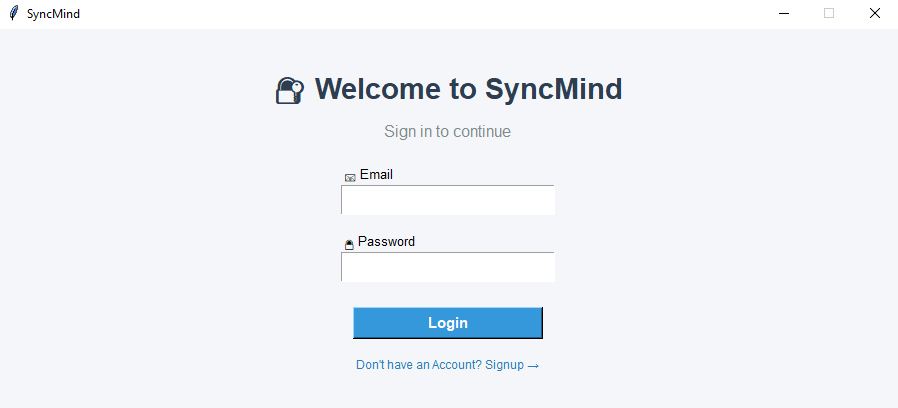 SyncMind
🔐 Welcome to SyncMind
Sign in to continue
📧 Email
🔒 Password
Login
Don't have an Account? Signup →